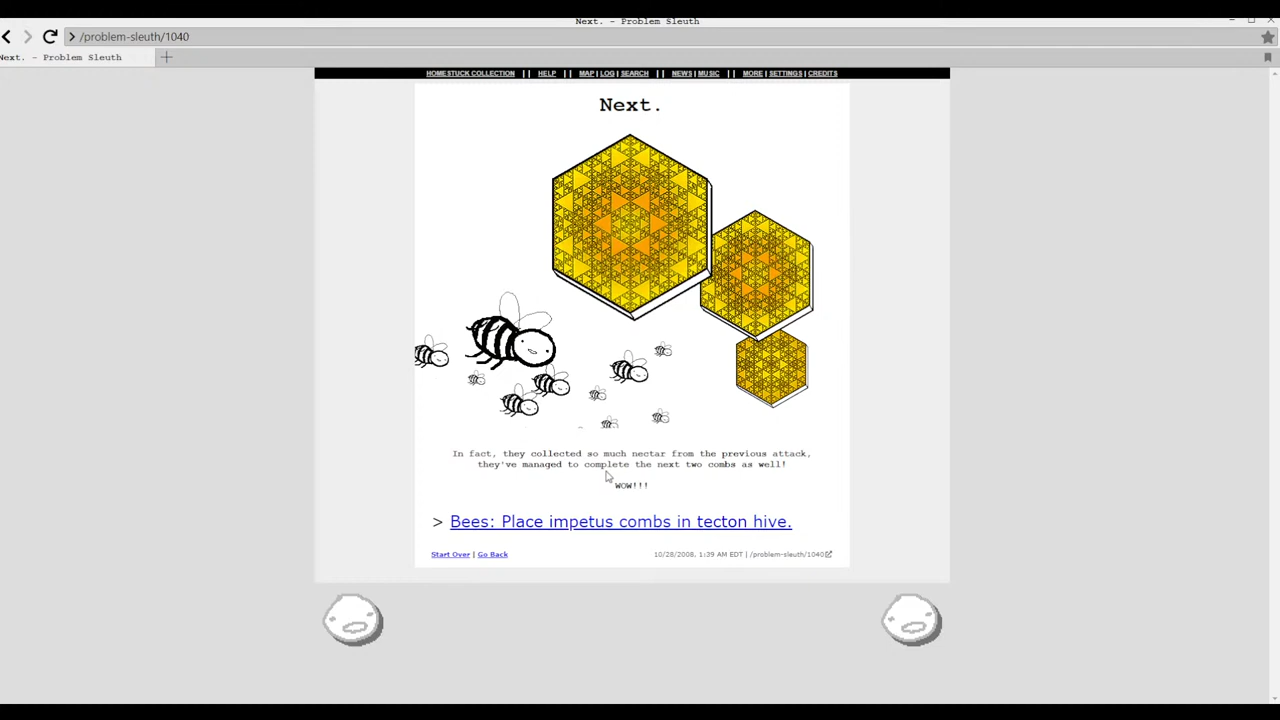 Next. - Problem Sleuth
/problem-sleuth/1040
Next. - Problem Sleuth
HOMESTUCK COLLECTION || HELP || MAP | LOG | SEARCH || NEWS | MUSIC || MORE | SETTINGS | CREDITS
Next.
In fact, they collected so much nectar from the previous attack,
they've managed to complete the next two combs as well!
WOW!!!
> Bees: Place impetus combs in tecton hive.
Start Over | Go Back
10/28/2008, 1:39 AM EDT | /problem-sleuth/1040